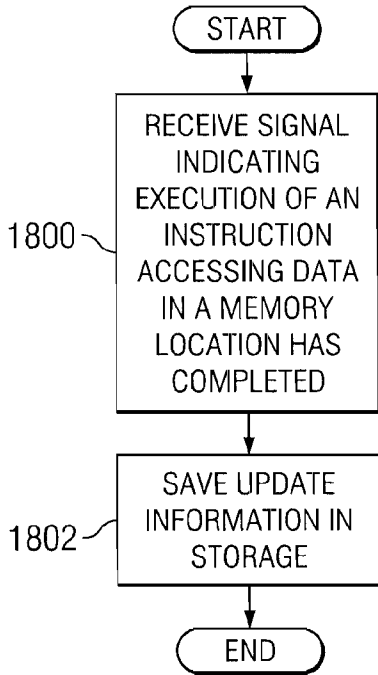 START
RECEIVE SIGNAL
INDICATING
EXECUTION OF AN
INSTRUCTION
ACCESSING DATA
IN A MEMORY
LOCATION HAS
COMPLETED
1800
SAVE UPDATE
INFORMATION IN
STORAGE
1802
END